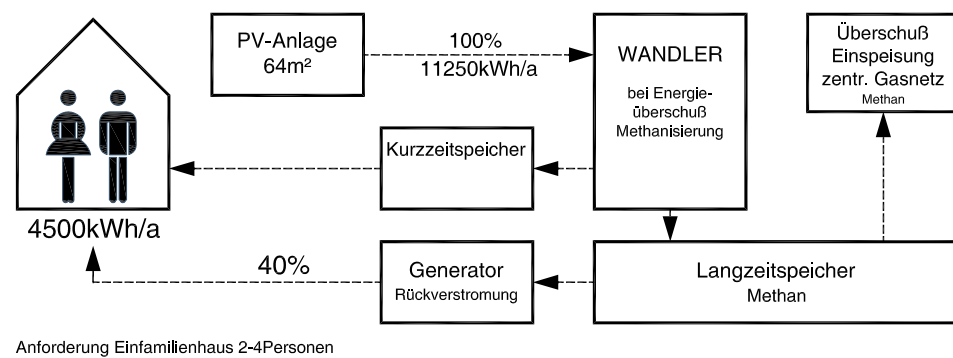 PV-Anlage
64m²
100%
11250kWh/a
WANDLER
bei Energie-
überschuß
Methanisierung
Überschuß
Einspeisung
zentr. Gasnetz
Methan
Kurzzeitspeicher
4500kWh/a
40%
Generator
Rückverstromung
Langzeitspeicher
Methan
Anforderung Einfamilienhaus 2-4Personen